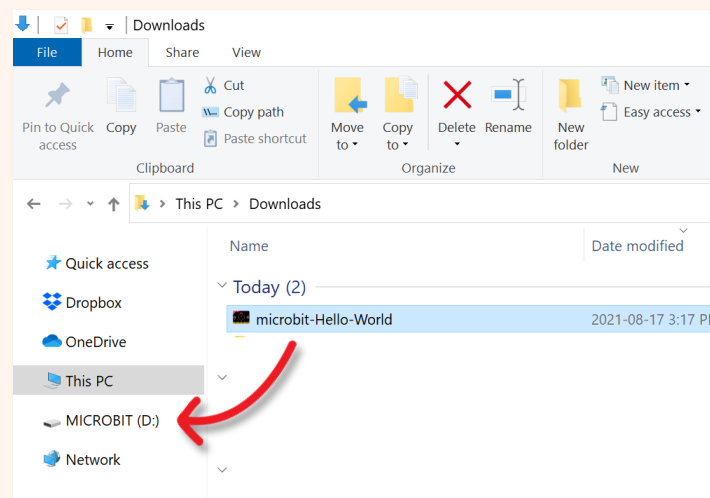 Downloads
File Home Share View
Pin to Quick access
Copy
Paste
Cut
Copy path
Paste shortcut
Clipboard
Move to
Copy to
Delete
Rename
Organize
New folder
New item
Easy access
New
This PC > Downloads
Name
Date modified
Quick access
Dropbox
OneDrive
This PC
MICROBIT (D:)
Network
Today (2)
microbit-Hello-World
2021-08-17 3:17